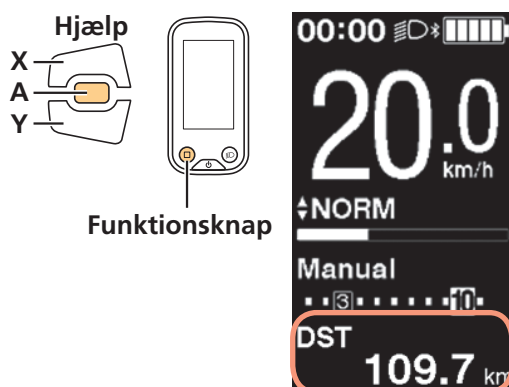 Hjælp
X
A
Y
Funktionsknap
00:00
20.0
km/h
NORM
Manual
3 10
DST
109.7 km